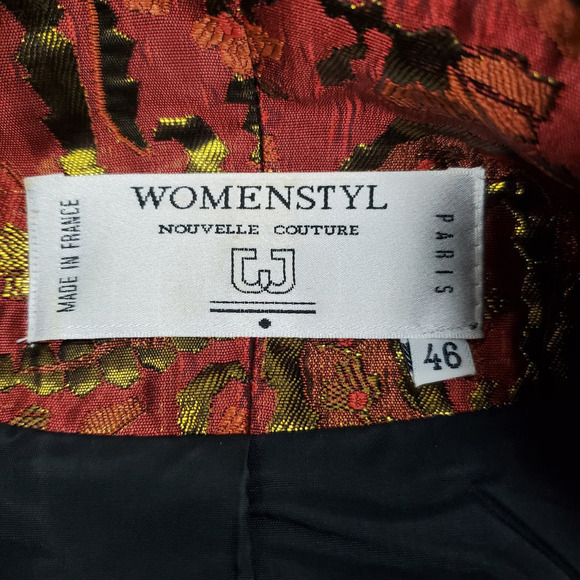 WOMENSTYL
NOUVELLE COUTURE
MADE IN FRANCE
PARIS
46